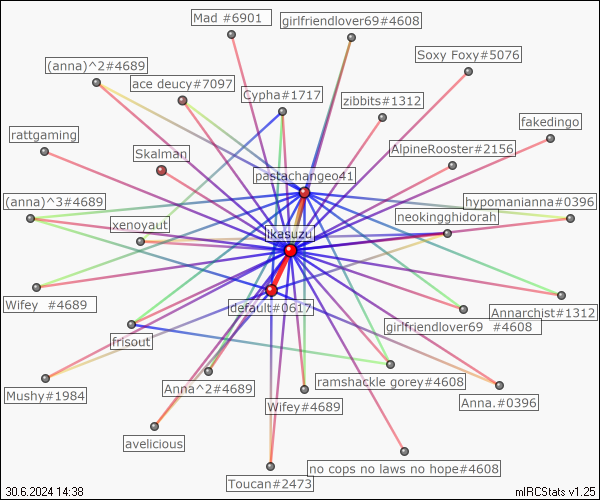 Mad #6901
girlfriendlover69#4608
Soxy Foxy#5076
(anna)^2#4689
ace deucy#7097
Cypha#1717
zibbits#1312
fakedingo
rattgaming
Skalman
AlpineRooster#2156
pastachangeo41
(anna)^3#4689
hypomanianna#0396
neokingghidorah
xenoyaut
ikasuzu
Wifey #4689
default#0617
Annarchist#1312
girlfriendlover69 #4608
frisout
Mushy#1984
Anna^2#4689
ramshackle gorey#4608
Wifey#4689
Anna.#0396
avelicious
no cops no laws no hope#4608
Toucan#2473
30.6.2024 14:38
mIRCStats v1.25